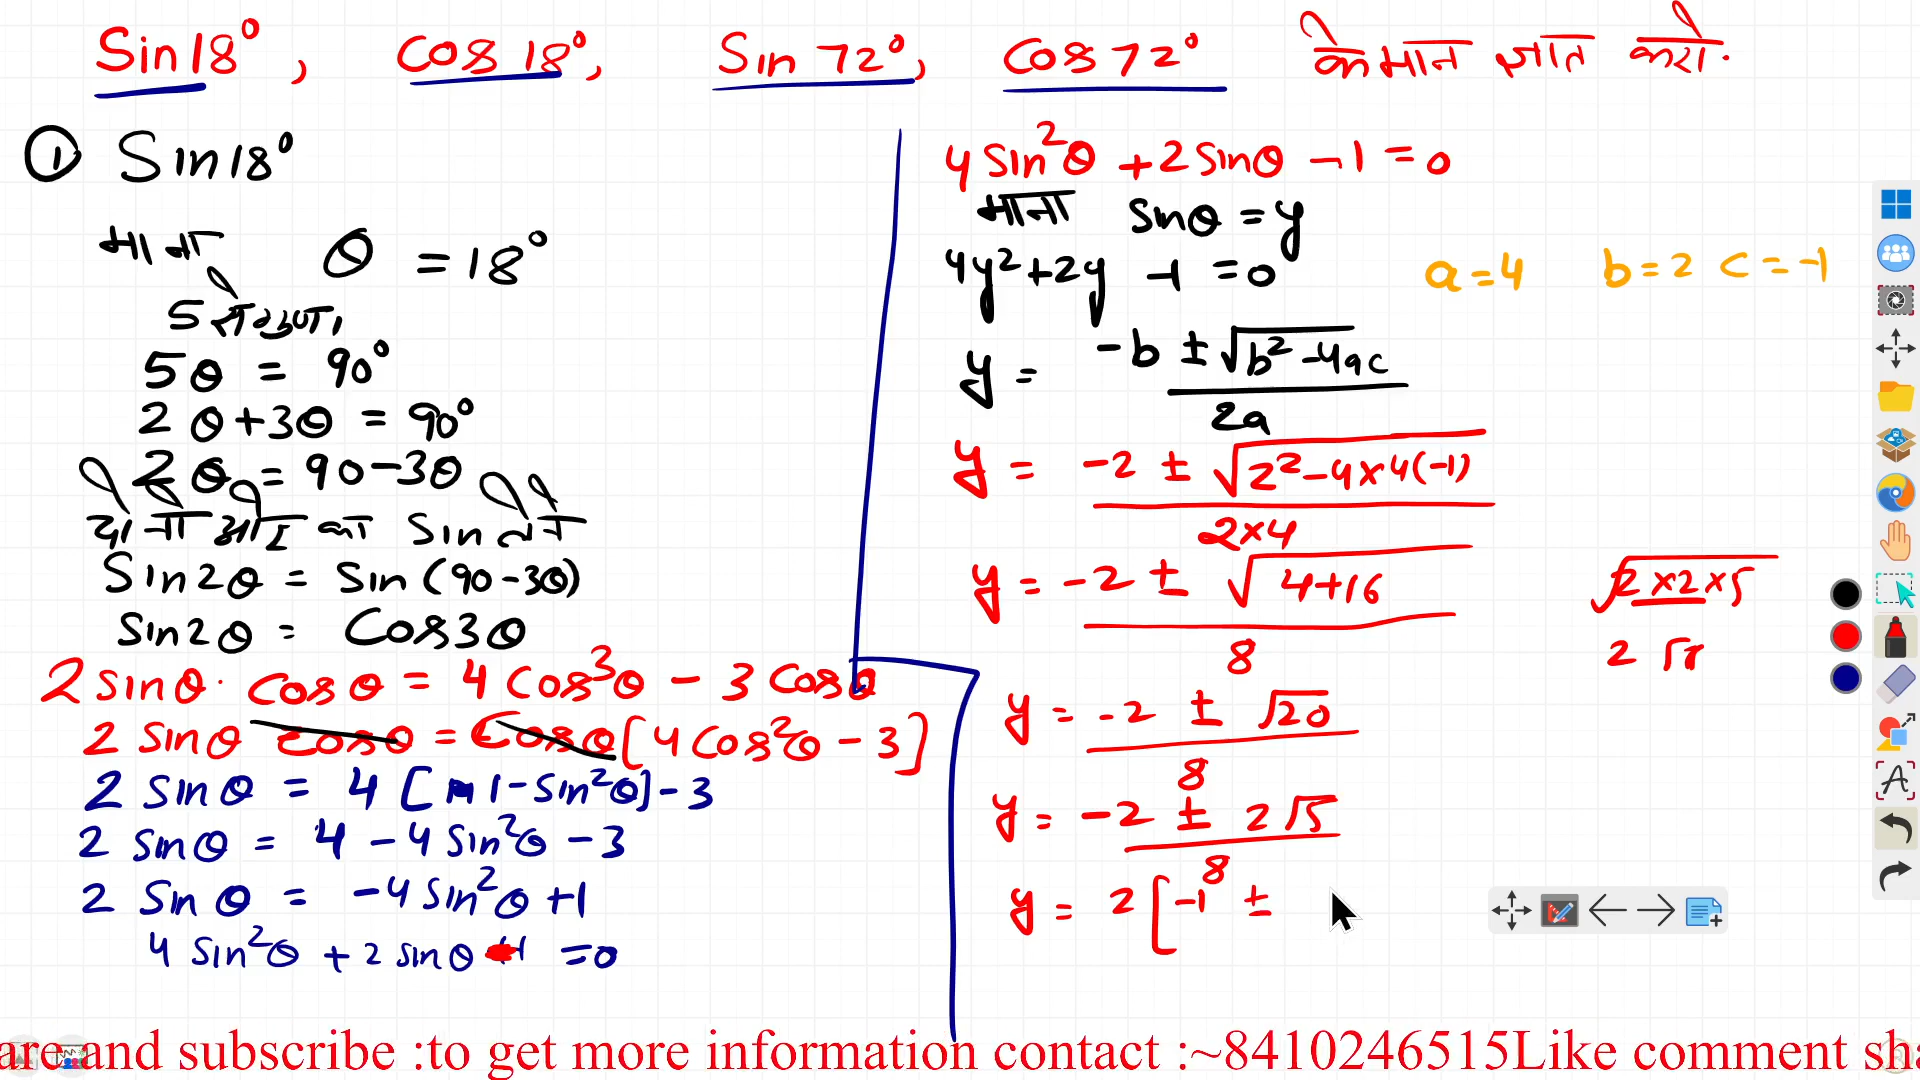 Sin18°, Cos 18°, Sin 72°, Cos72° के मान ज्ञात करो.
① Sin18°
माना θ = 18°
5 से गुणा
5θ = 90°
2θ+3θ = 90°
2θ = 90-3θ
दोनों ओर का Sin लेने
Sin2θ = Sin(90-3θ)
Sin2θ = Cos3θ
2 sinθ. cosθ = 4 Cos³θ - 3 Cosθ
2 sinθ cosθ = Cosθ[4 Cos²θ - 3]
2 sinθ = 4 [1-sin²θ]-3
2 sinθ = 4 - 4 Sin²θ - 3
2 Sinθ = -4 Sin²θ +1
4 Sin²θ + 2 sinθ -1 =0
4 Sin²θ + 2 Sinθ -1 = 0
माना Sinθ = y
4y²+2y -1 = 0 a=4 b=2 c=-1
y = -b ± √b²-4ac
2a
y = -2 ± √2²-4×4(-1)
2×4
y = -2 ± √4+16
8
√2×2×5
2 √5
y = -2 ± √20
8
y = -2 ± 2√5
8
y = 2 [-1 ±
are and subscribe :to get more information contact :~8410246515Like comment sha